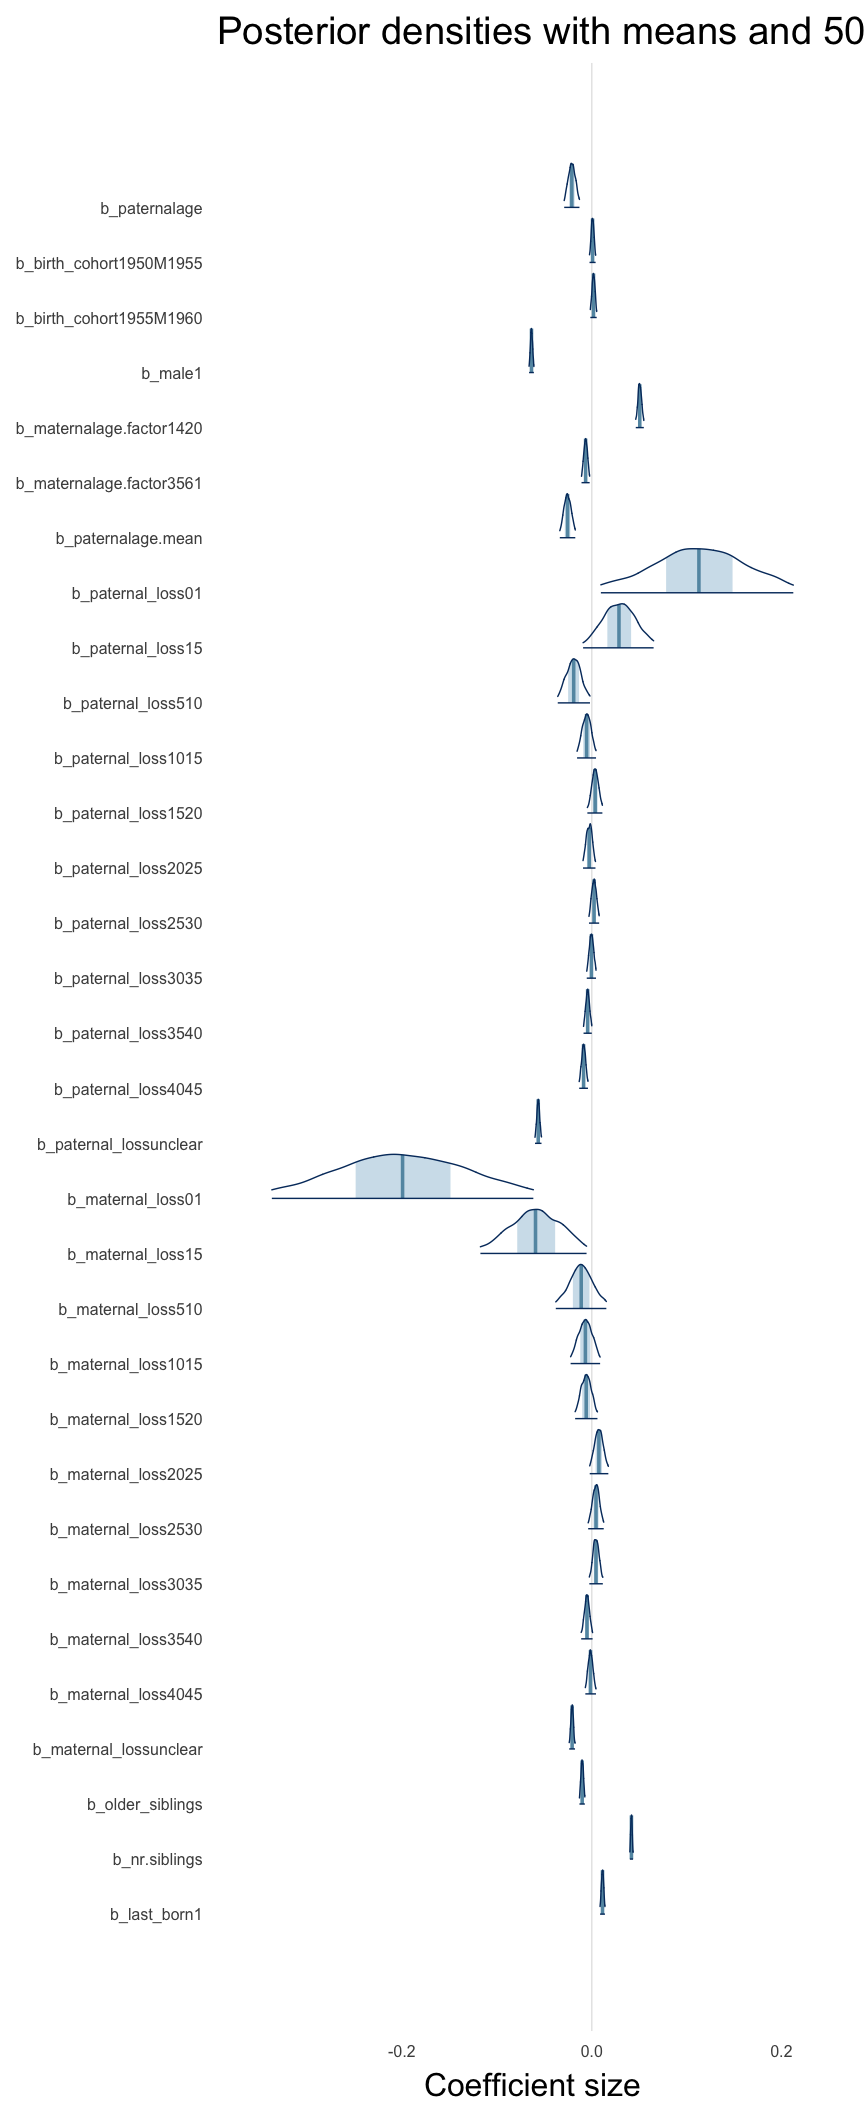 Posterior densities with means and 50
b_paternalage
b_birth_cohort1950M1955
b_birth_cohort1955M1960
b_male1
b_maternalage.factor1420
b_maternalage.factor3561
b_paternalage.mean
b_paternal_loss01
b_paternal_loss15
b_paternal_loss510
b_paternal_loss1015
b_paternal_loss1520
b_paternal_loss2025
b_paternal_loss2530
b_paternal_loss3035
b_paternal_loss3540
b_paternal_loss4045
b_paternal_lossunclear
b_maternal_loss01
b_maternal_loss15
b_maternal_loss510
b_maternal_loss1015
b_maternal_loss1520
b_maternal_loss2025
b_maternal_loss2530
b_maternal_loss3035
b_maternal_loss3540
b_maternal_loss4045
b_maternal_lossunclear
b_older_siblings
b_nr.siblings
b_last_born1
-0.2 0.0 0.2
Coefficient size